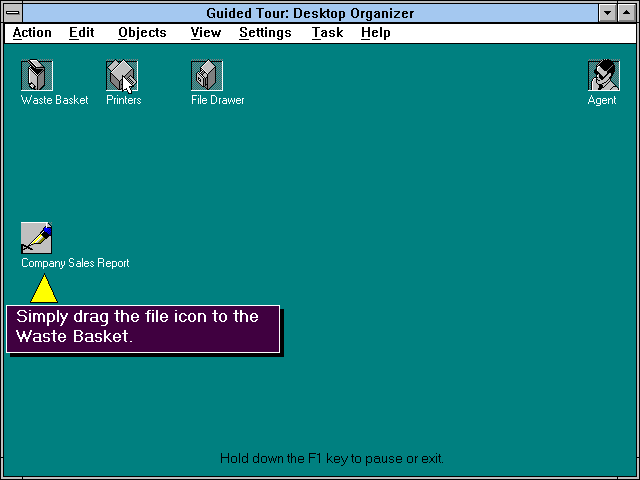 Guided Tour: Desktop Organizer
Action Edit Objects View Settings Task Help
Waste Basket Printers File Drawer Agent
Company Sales Report
Simply drag the file icon to the
Waste Basket.
Hold down the F1 key to pause or exit.